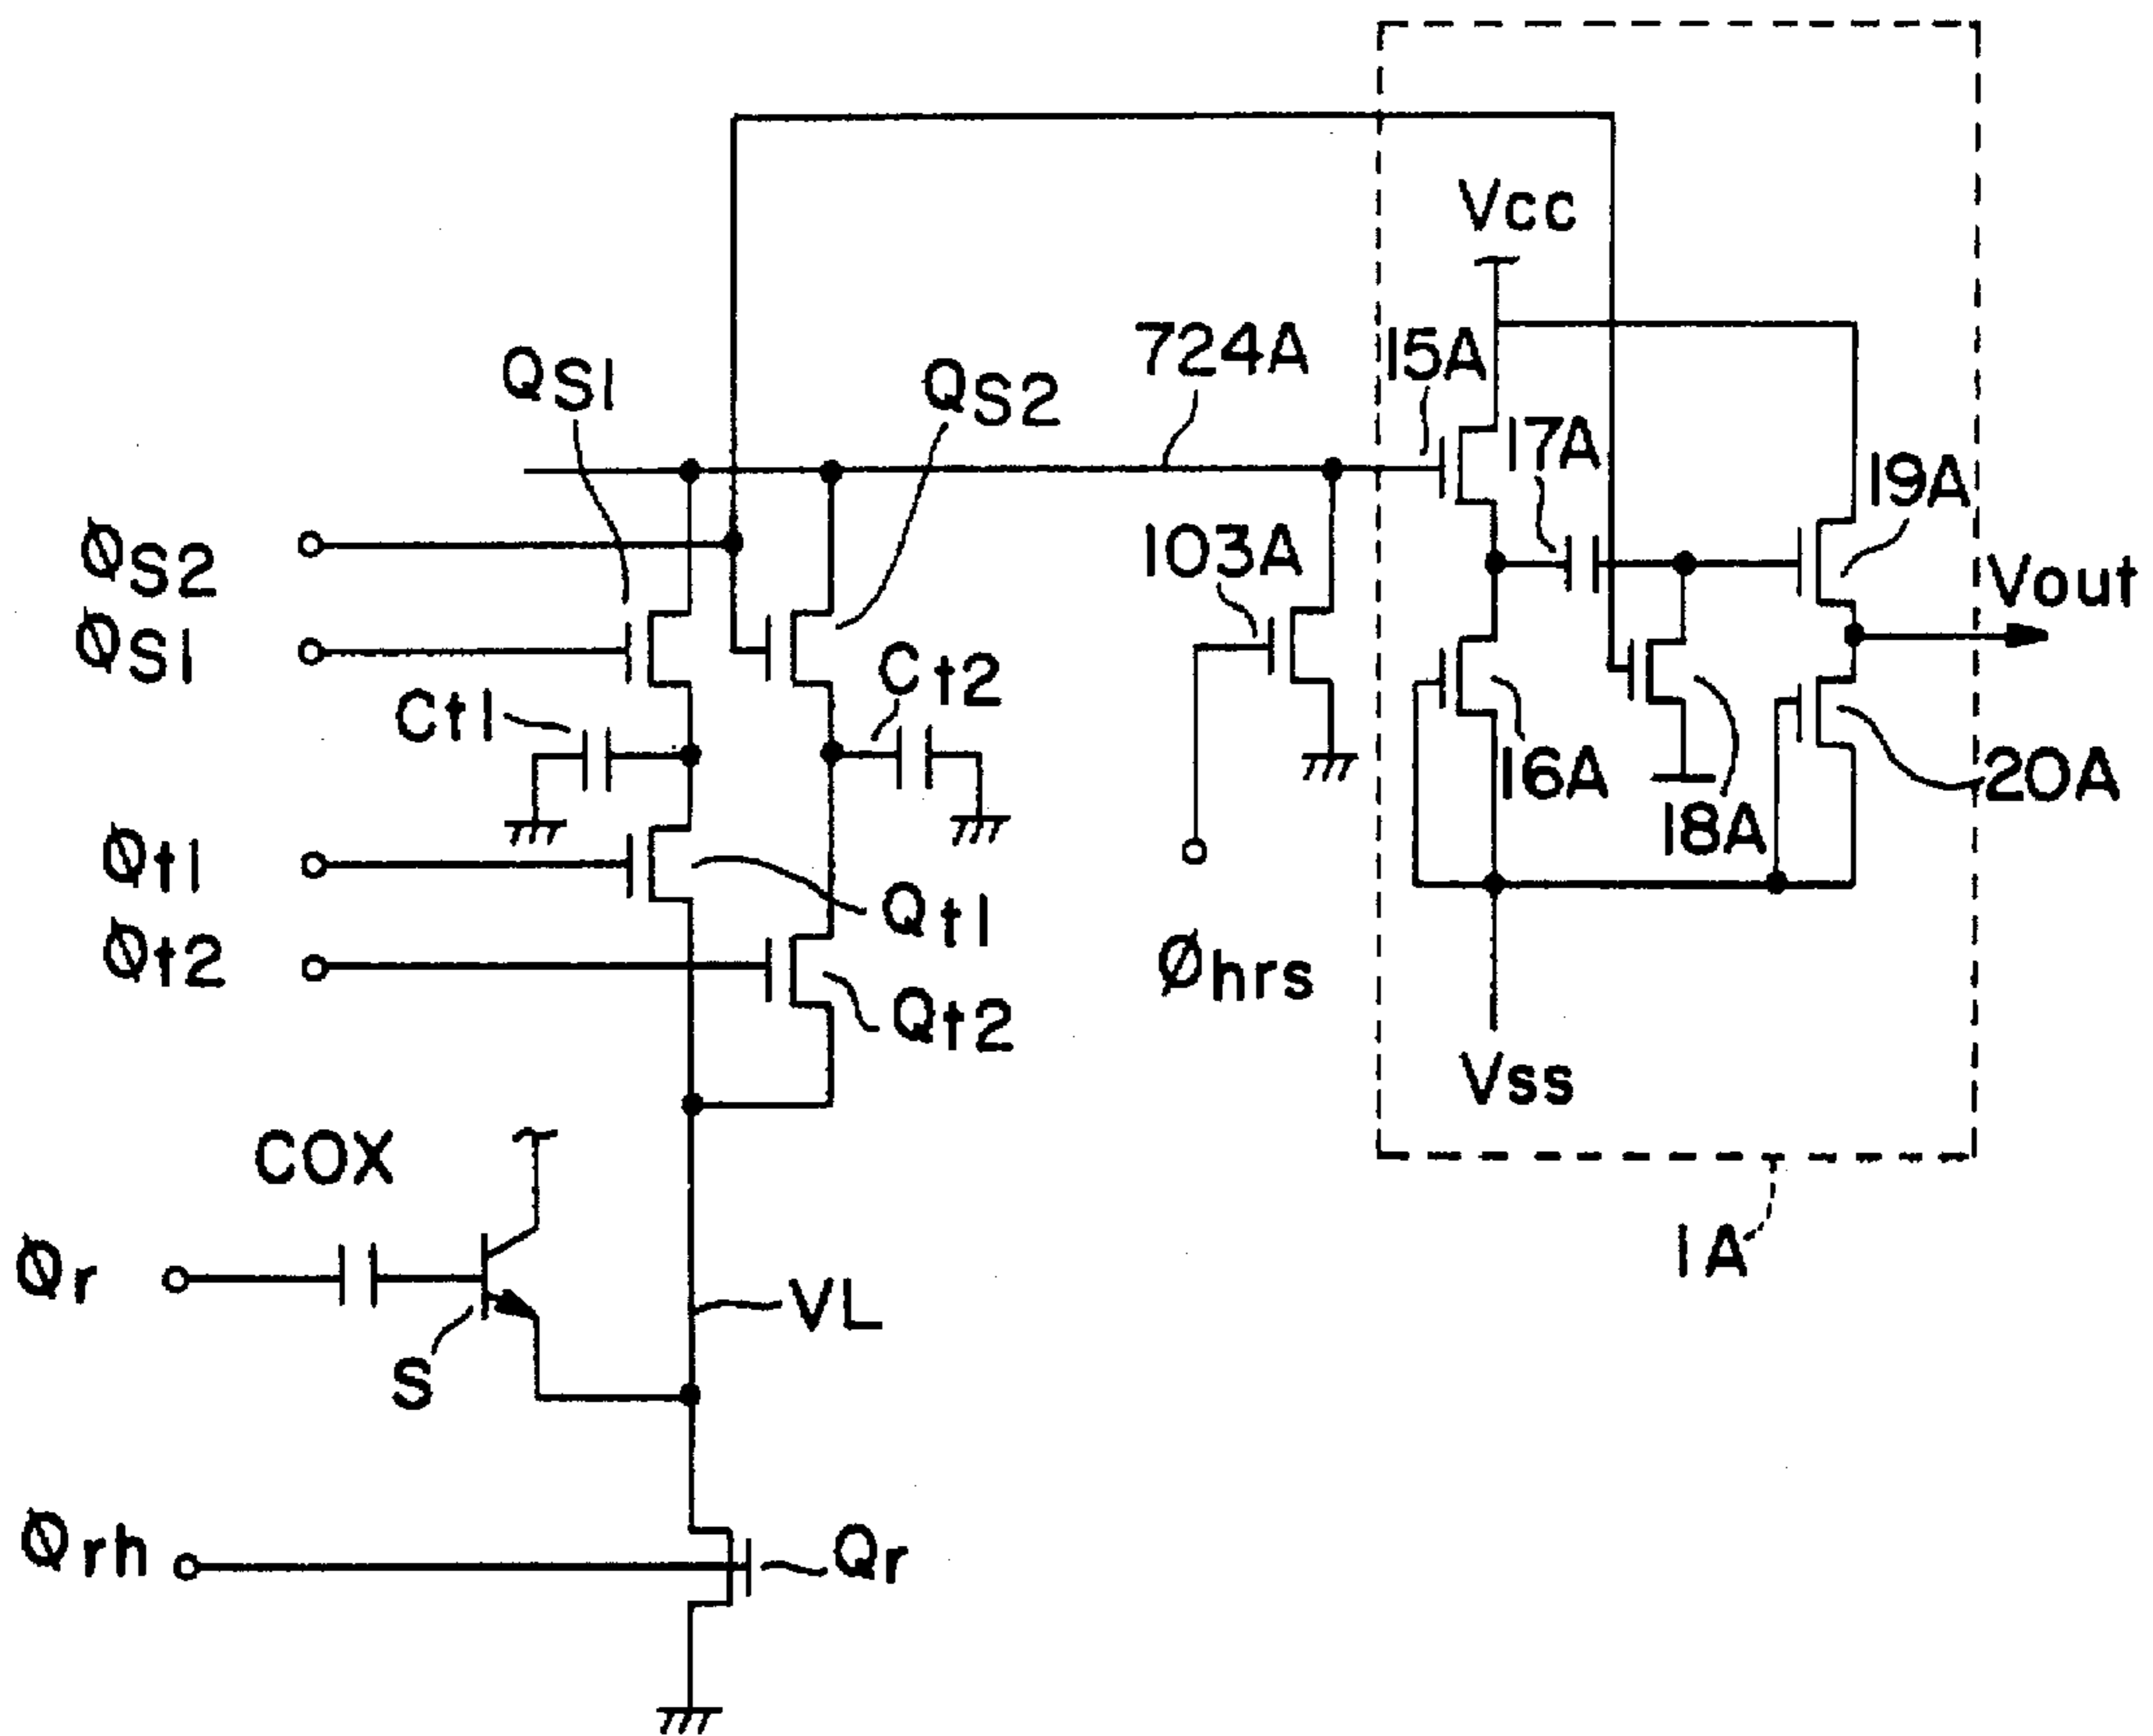 Vcc
724A
15A
QS1
QS2
17A
19A
ØS2
103A
Vout
ØS1
Ct2
Ct1
16A
20A
18A
Øt1
Qt1
Øt2
Øhrs
Qt2
Vss
COX
1A
Ør
VL
S
Ørh
Qr